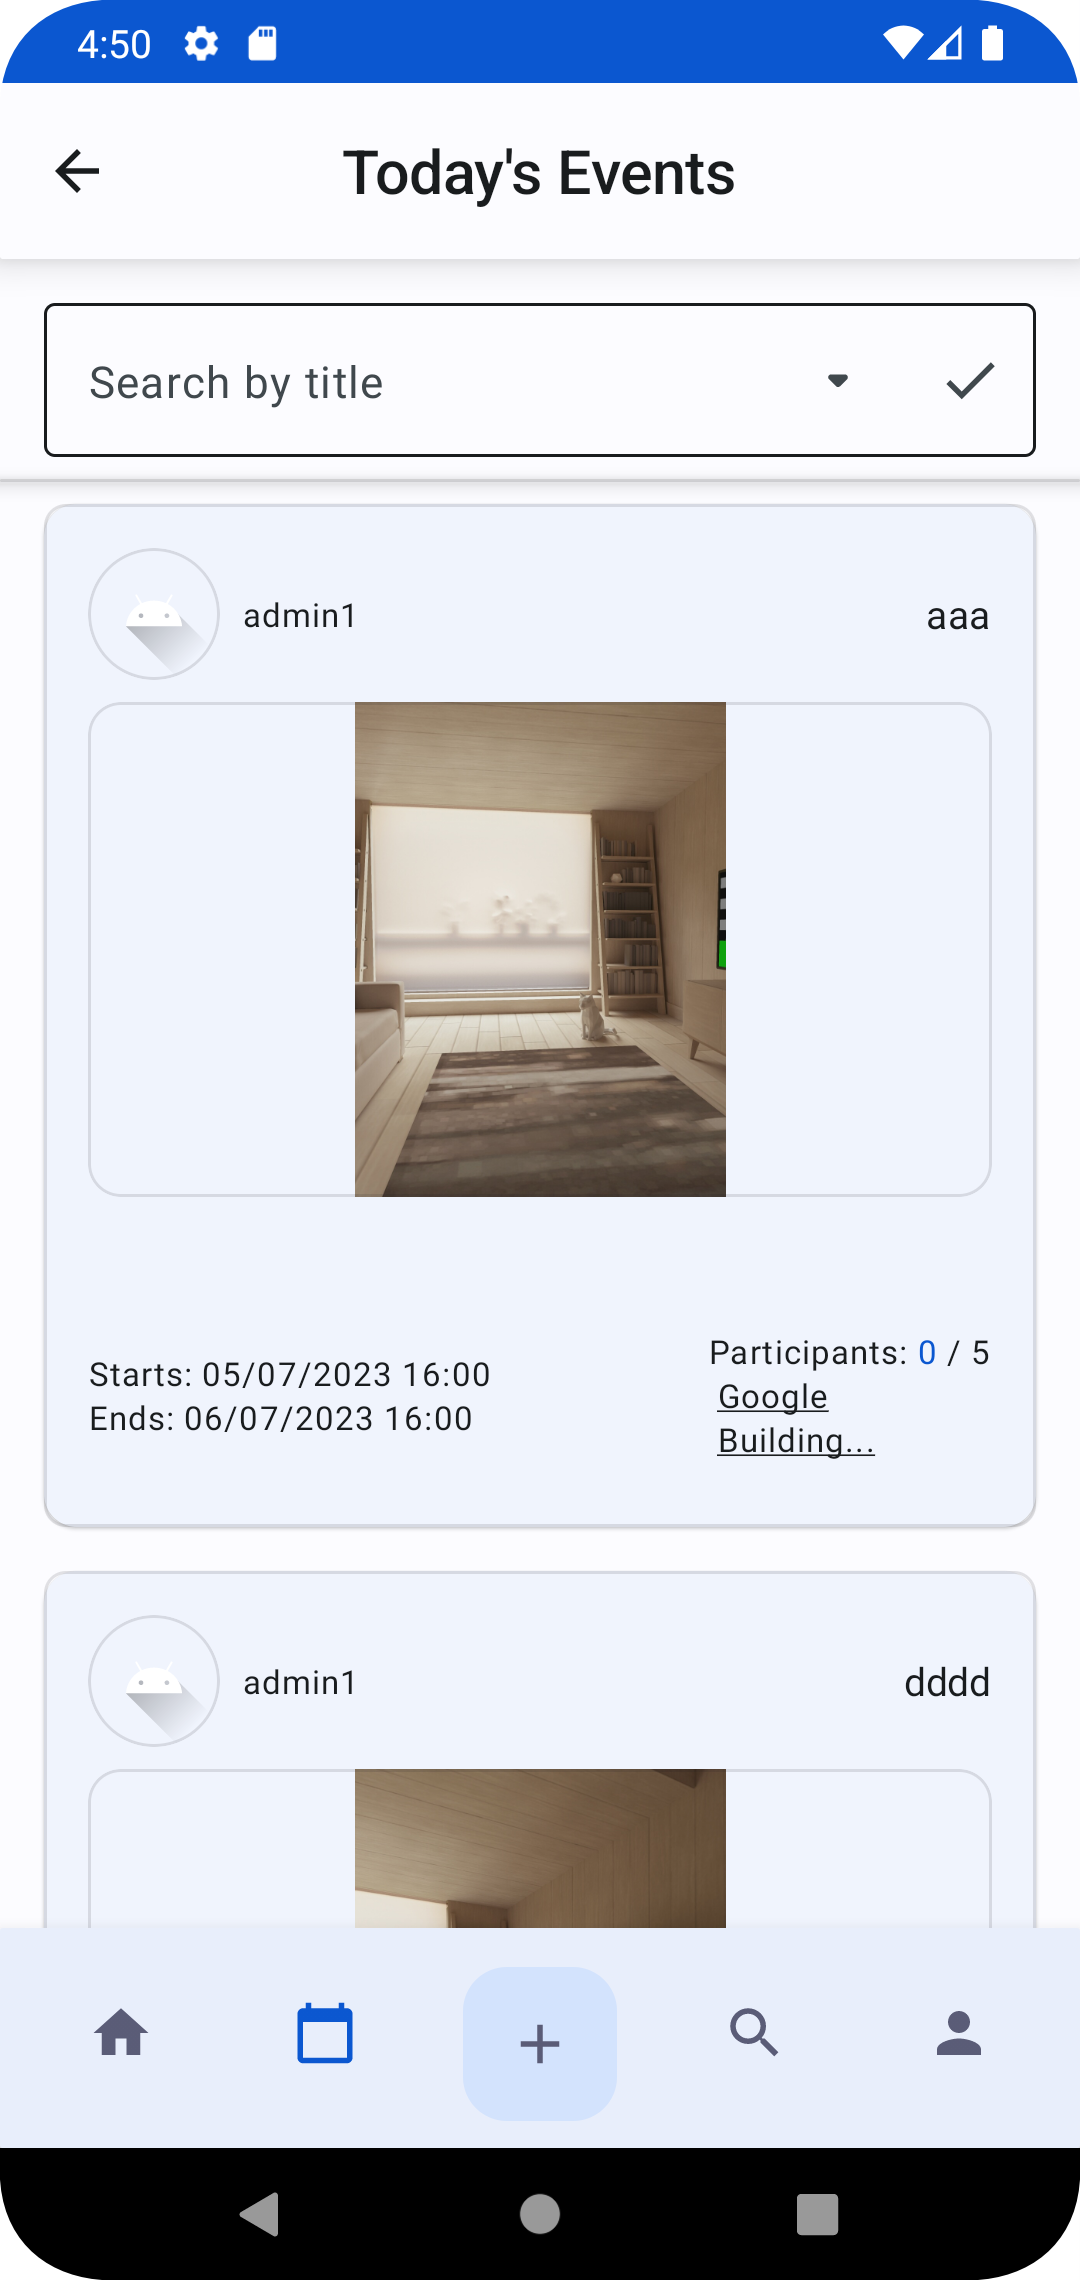 4:50
Today's Events
Search by title
admin1
aaa
Starts: 05/07/2023 16:00
Ends: 06/07/2023 16:00
Participants: 0 / 5
Google
Building...
admin1
dddd